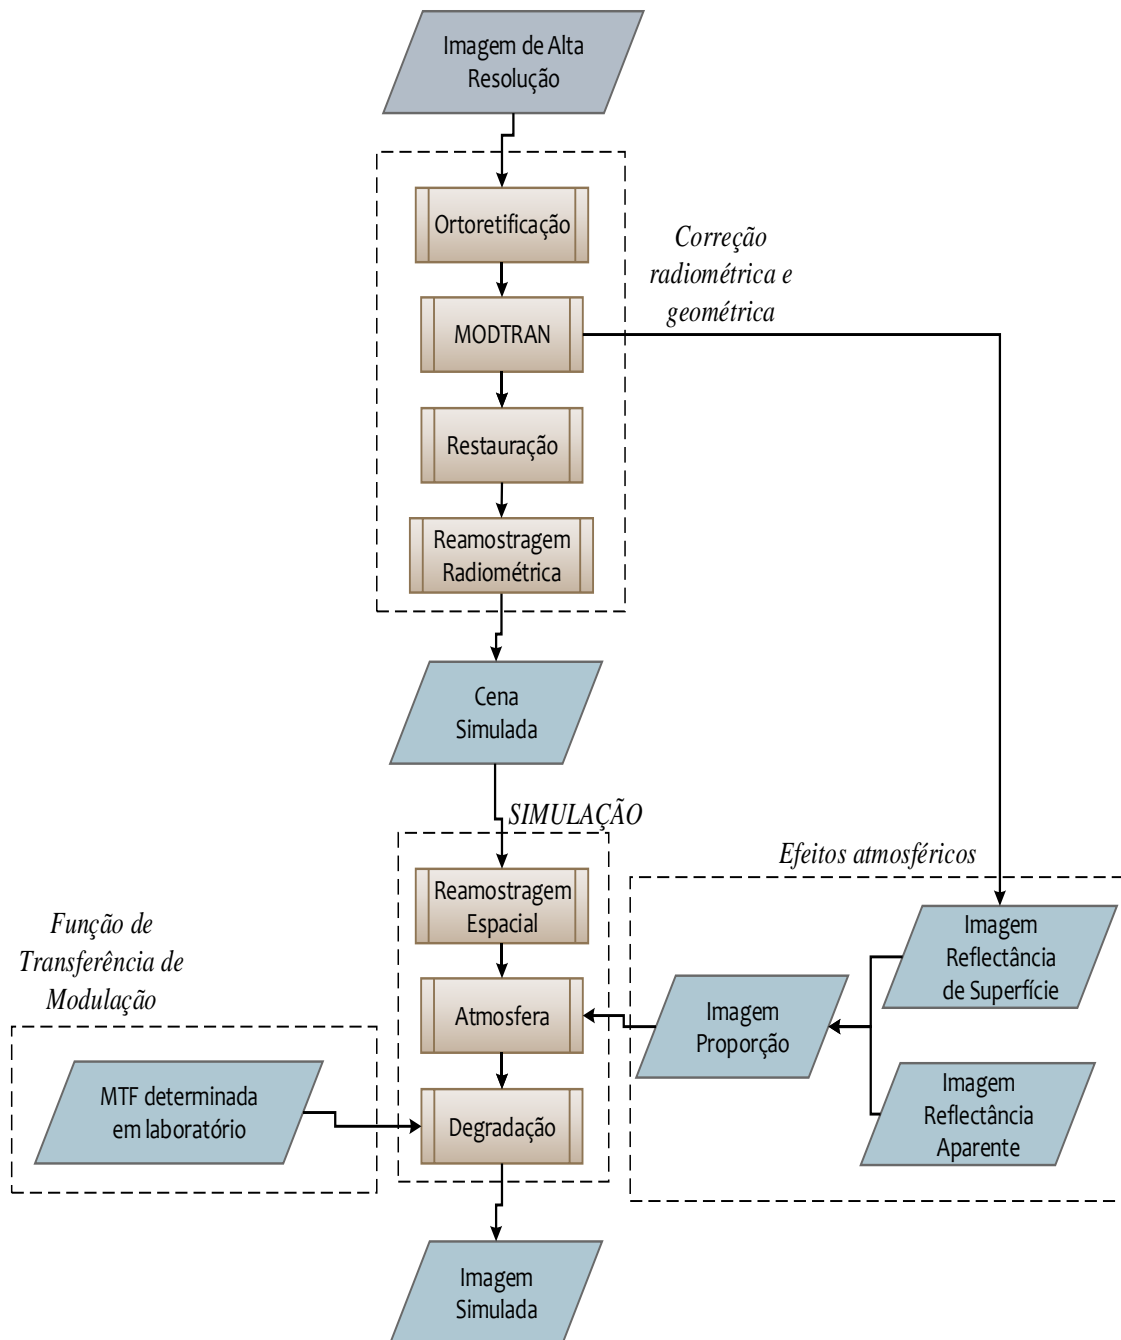 Imagem de Alta
Resolução
Ortoretificação
Correção
radiométrica e
geométrica
MODTRAN
Restauração
Reamostragem
Radiométrica
Cena
Simulada
SIMULAÇÃO
Efeitos atmosféricos
Reamostragem
Espacial
Função de
Transferência de
Modulação
Imagem
Reflectância
de Superfície
Atmosfera
Imagem
Proporção
MTF determinada
em laboratório
Degradação
Imagem
Reflectância
Aparente
Imagem
Simulada